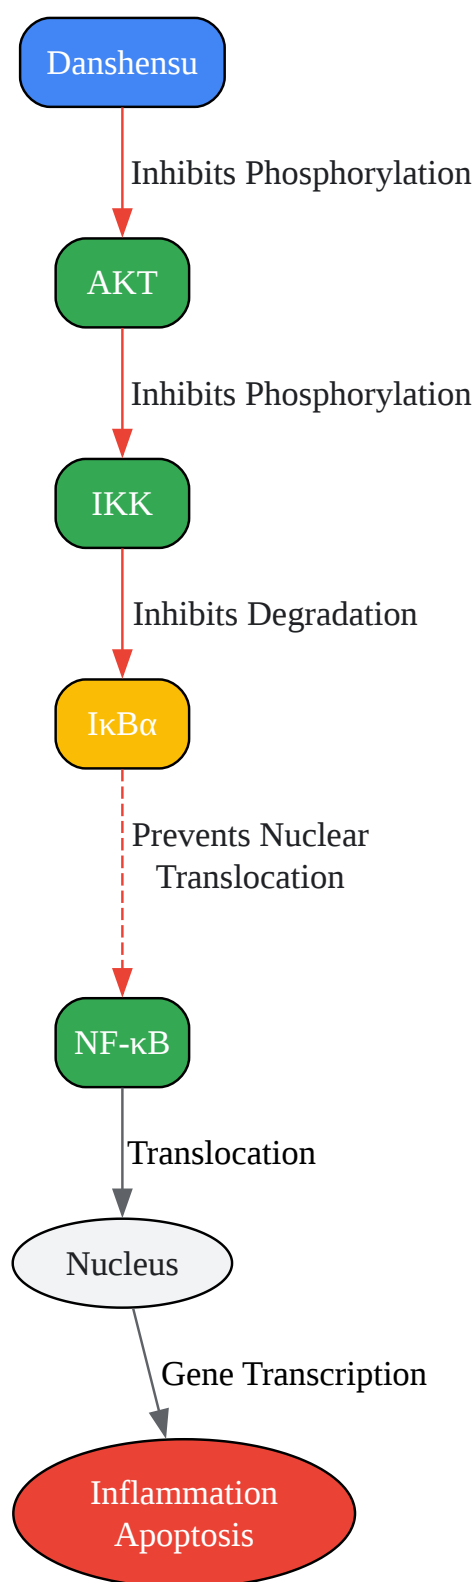 Danshensu
Inhibits Phosphorylation
AKT
Inhibits Phosphorylation
IKK
Inhibits Degradation
IκBα
Prevents Nuclear
Translocation
NF-κB
Translocation
Nucleus
Gene Transcription
Inflammation
Apoptosis